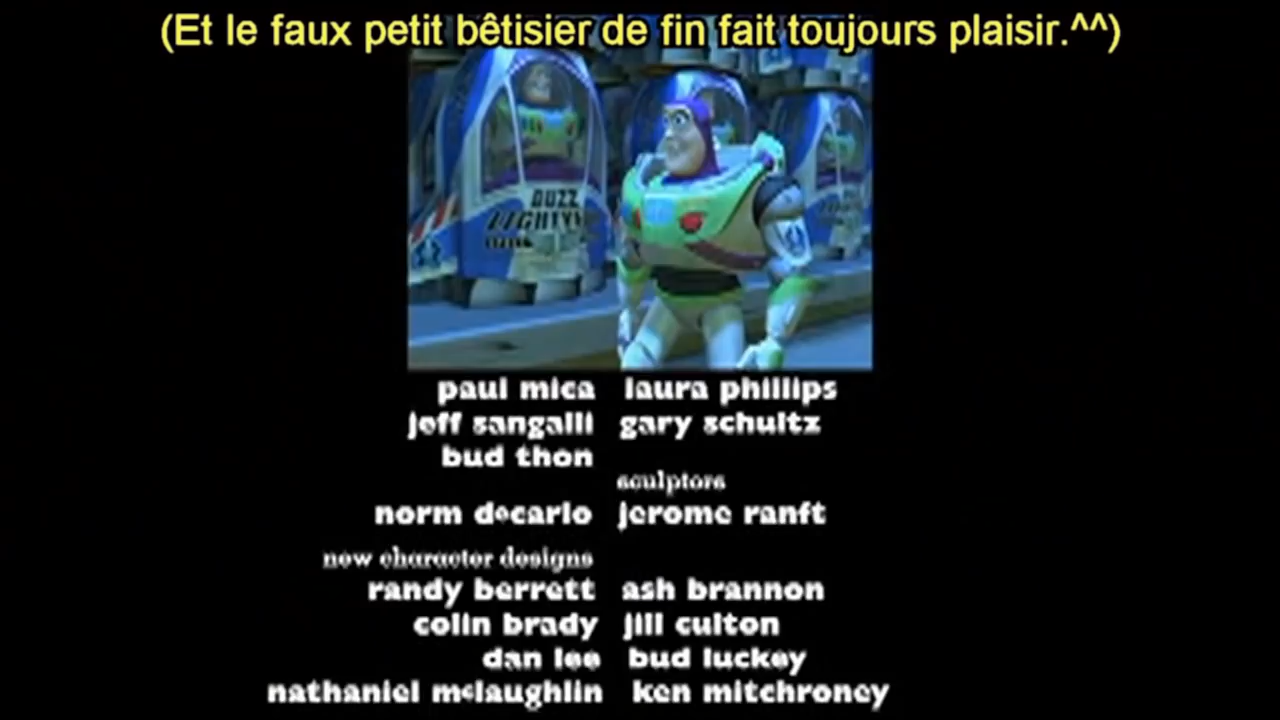 (Et le faux petit bêtisier de fin fait toujours plaisir.^^)
BUZZ
LIGHTY
paul mica laura phillips
jeff sangalli gary schultz
bud thon
sculptors
norm decarlo jerome ranft
new character designs
randy berrett ash brannon
colin brady jill culton
dan lee bud luckey
nathaniel mclaughlin ken mitchroney